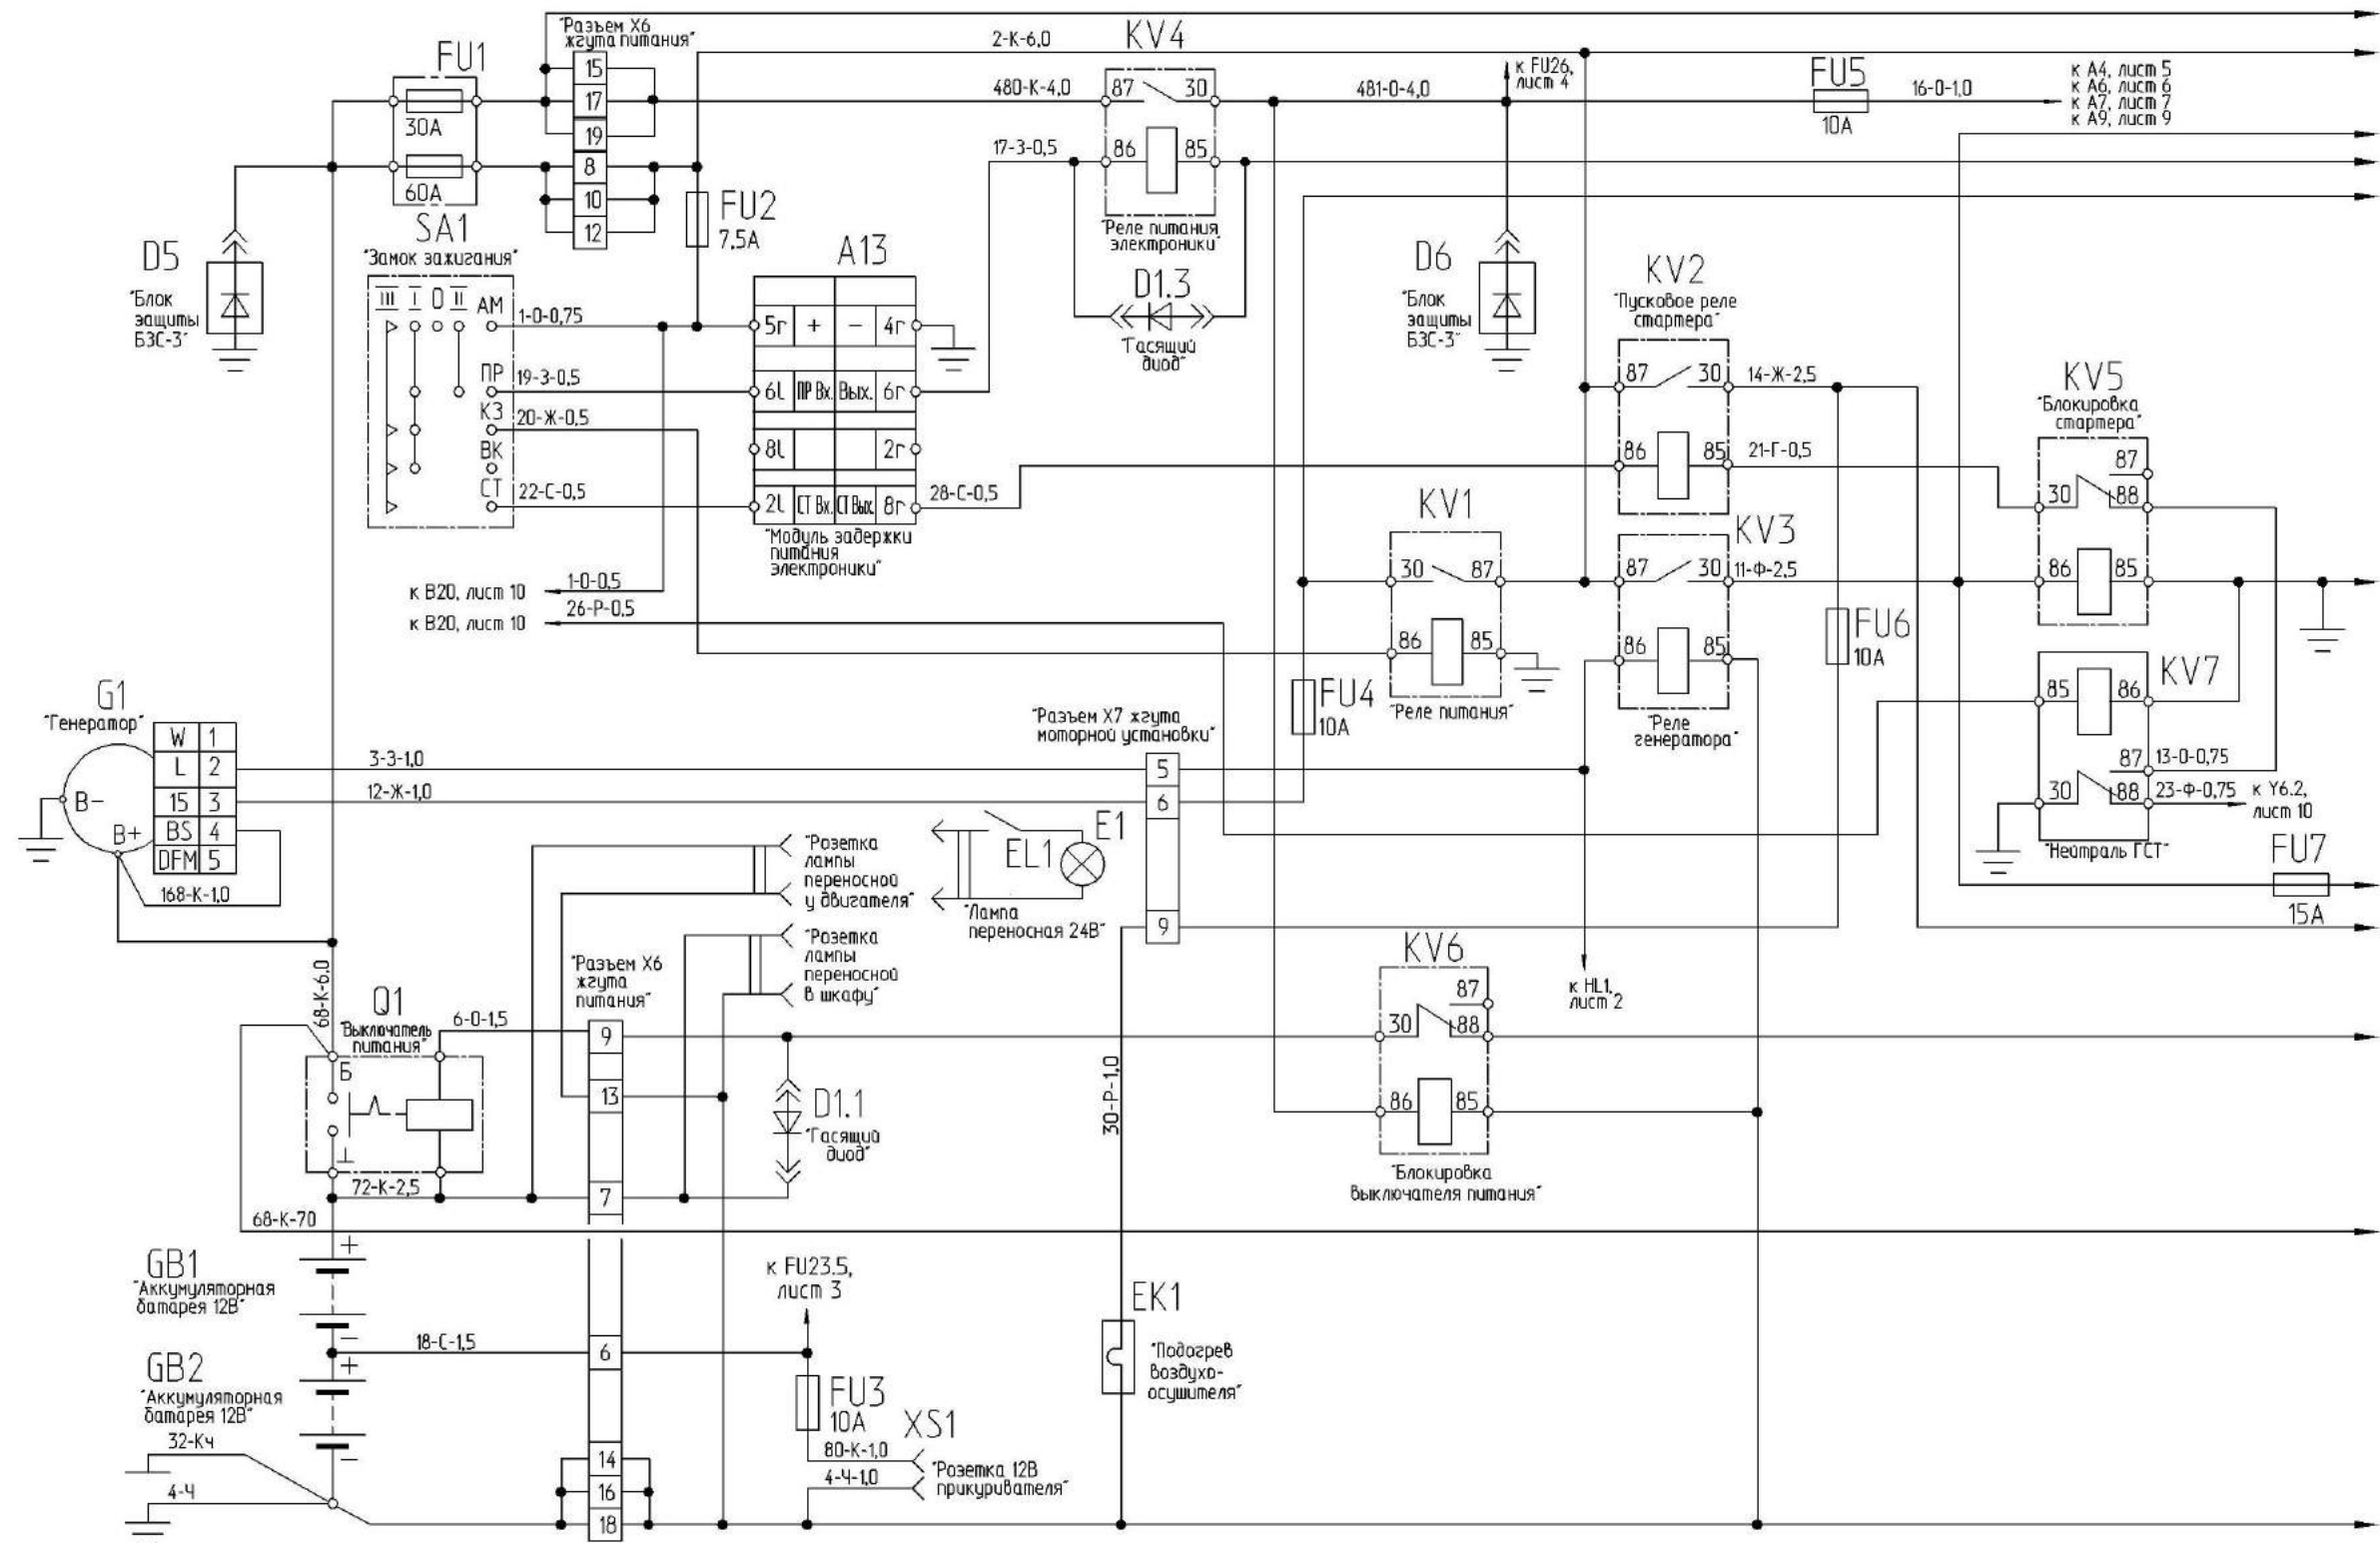 "Разъем Х6
жгута питания"
FU1
30А
60А
15
17
19
8
10
12
2-К-6,0
480-К-4,0
17-З-0,5
KV4
87
30
86
85
"Реле питания
электроники"
D1.3
"Гасящий
диод"
481-О-4,0
к FU26,
лист 4
FU5
10А
16-О-1,0
к А4, лист 5
к А6, лист 6
к А7, лист 7
к А9, лист 9
D5
"Блок
защиты
БЗС-3"
SA1
"Замок зажигания"
III I 0 II АМ
ПР
КЗ
ВК
СТ
1-О-0,75
19-З-0,5
20-Ж-0,5
22-С-0,5
FU2
7,5А
А13
5г + - 4г
6l ПР Вх. Вых. 6г
8l 2г
2l СТ Вх. СТ Вых. 8г
"Модуль задержки
питания
электроники"
28-С-0,5
D6
"Блок
защиты
БЗС-3"
KV2
"Пусковое реле
стартера"
87
30
14-Ж-2,5
86
85
21-Г-0,5
KV5
"Блокировка
стартера"
87
30
88
86
85
KV1
30
87
86
85
"Реле питания"
KV3
87
30
11-Ф-2,5
86
85
"Реле
генератора"
к В20, лист 10
1-О-0,5
к В20, лист 10
26-Р-0,5
FU4
10А
FU6
10А
KV7
85
86
87
13-О-0,75
30
88
23-Ф-0,75
к Y6.2,
лист 10
"Нейтраль ГСТ"
FU7
15А
G1
"Генератор"
В-
В+
W 1
L 2
15 3
BS 4
DFM 5
3-З-1,0
12-Ж-1,0
168-К-1,0
"Разъем Х7 жгута
моторной установки"
5
6
9
"Розетка
лампы
переносной
у двигателя"
EL1
E1
"Лампа
переносная 24В"
"Розетка
лампы
переносной
в шкафу"
68-К-6.0
Q1
"Выключатель
питания"
Б
⊥
6-О-1,5
72-К-2,5
68-К-70
"Разъем Х6
жгута
питания"
9
13
7
D1.1
"Гасящий
диод"
30-Р-1,0
KV6
87
30
88
86
85
"Блокировка
выключателя питания"
к HL1,
лист 2
GB1
"Аккумуляторная
батарея 12В"
+
-
GB2
"Аккумуляторная
батарея 12В"
+
-
32-Кч
4-Ч
18-С-1,5
6
14
16
18
к FU23.5,
лист 3
FU3
10А
XS1
80-К-1,0
4-Ч-1,0
"Розетка 12В
прикуривателя"
EK1
"Подогрев
воздухо-
осушителя"